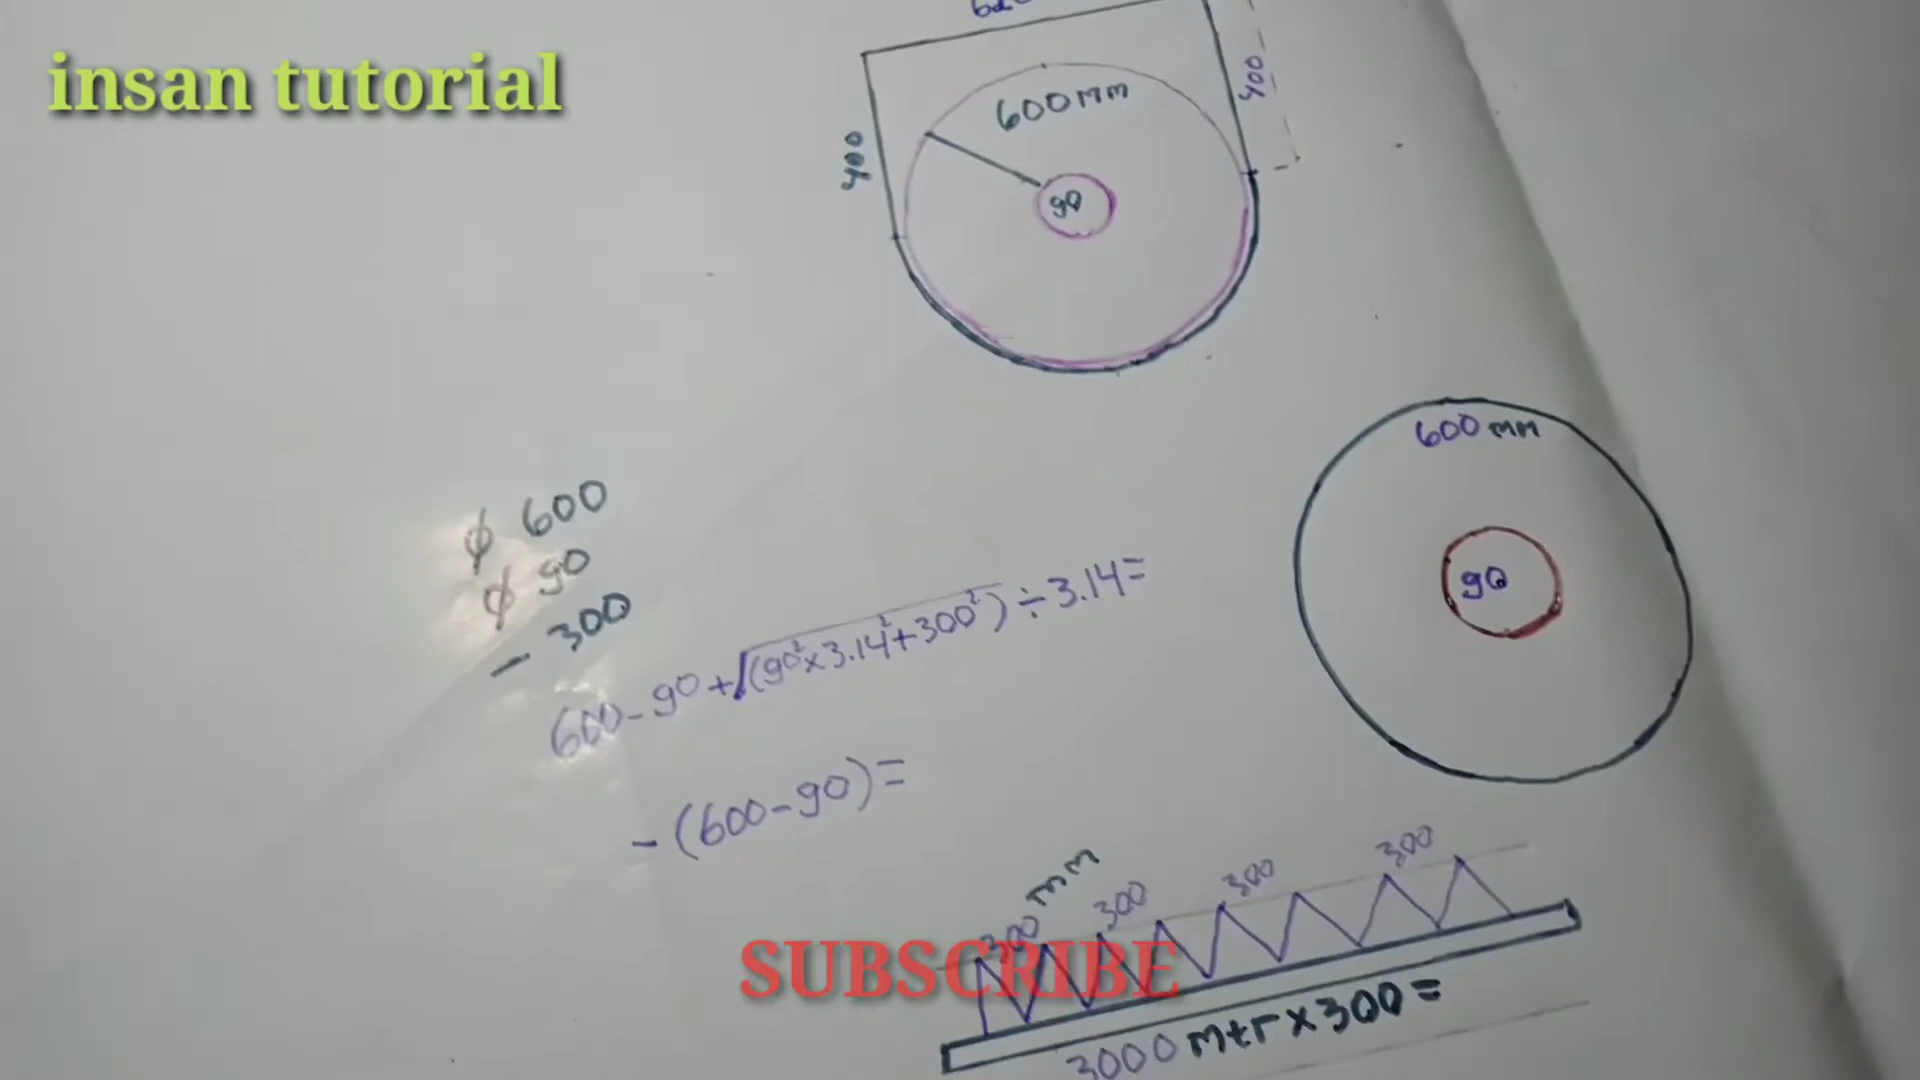 insan tutorial
400
600mm
400
90
600 mm
90
ϕ 600
ϕ 90
- 300
600-90+√(90²x3.14²+300²)÷3.14=
-(600-90)=
300 mm
300
300
300
SUBSCRIBE
3000 mtrx300=